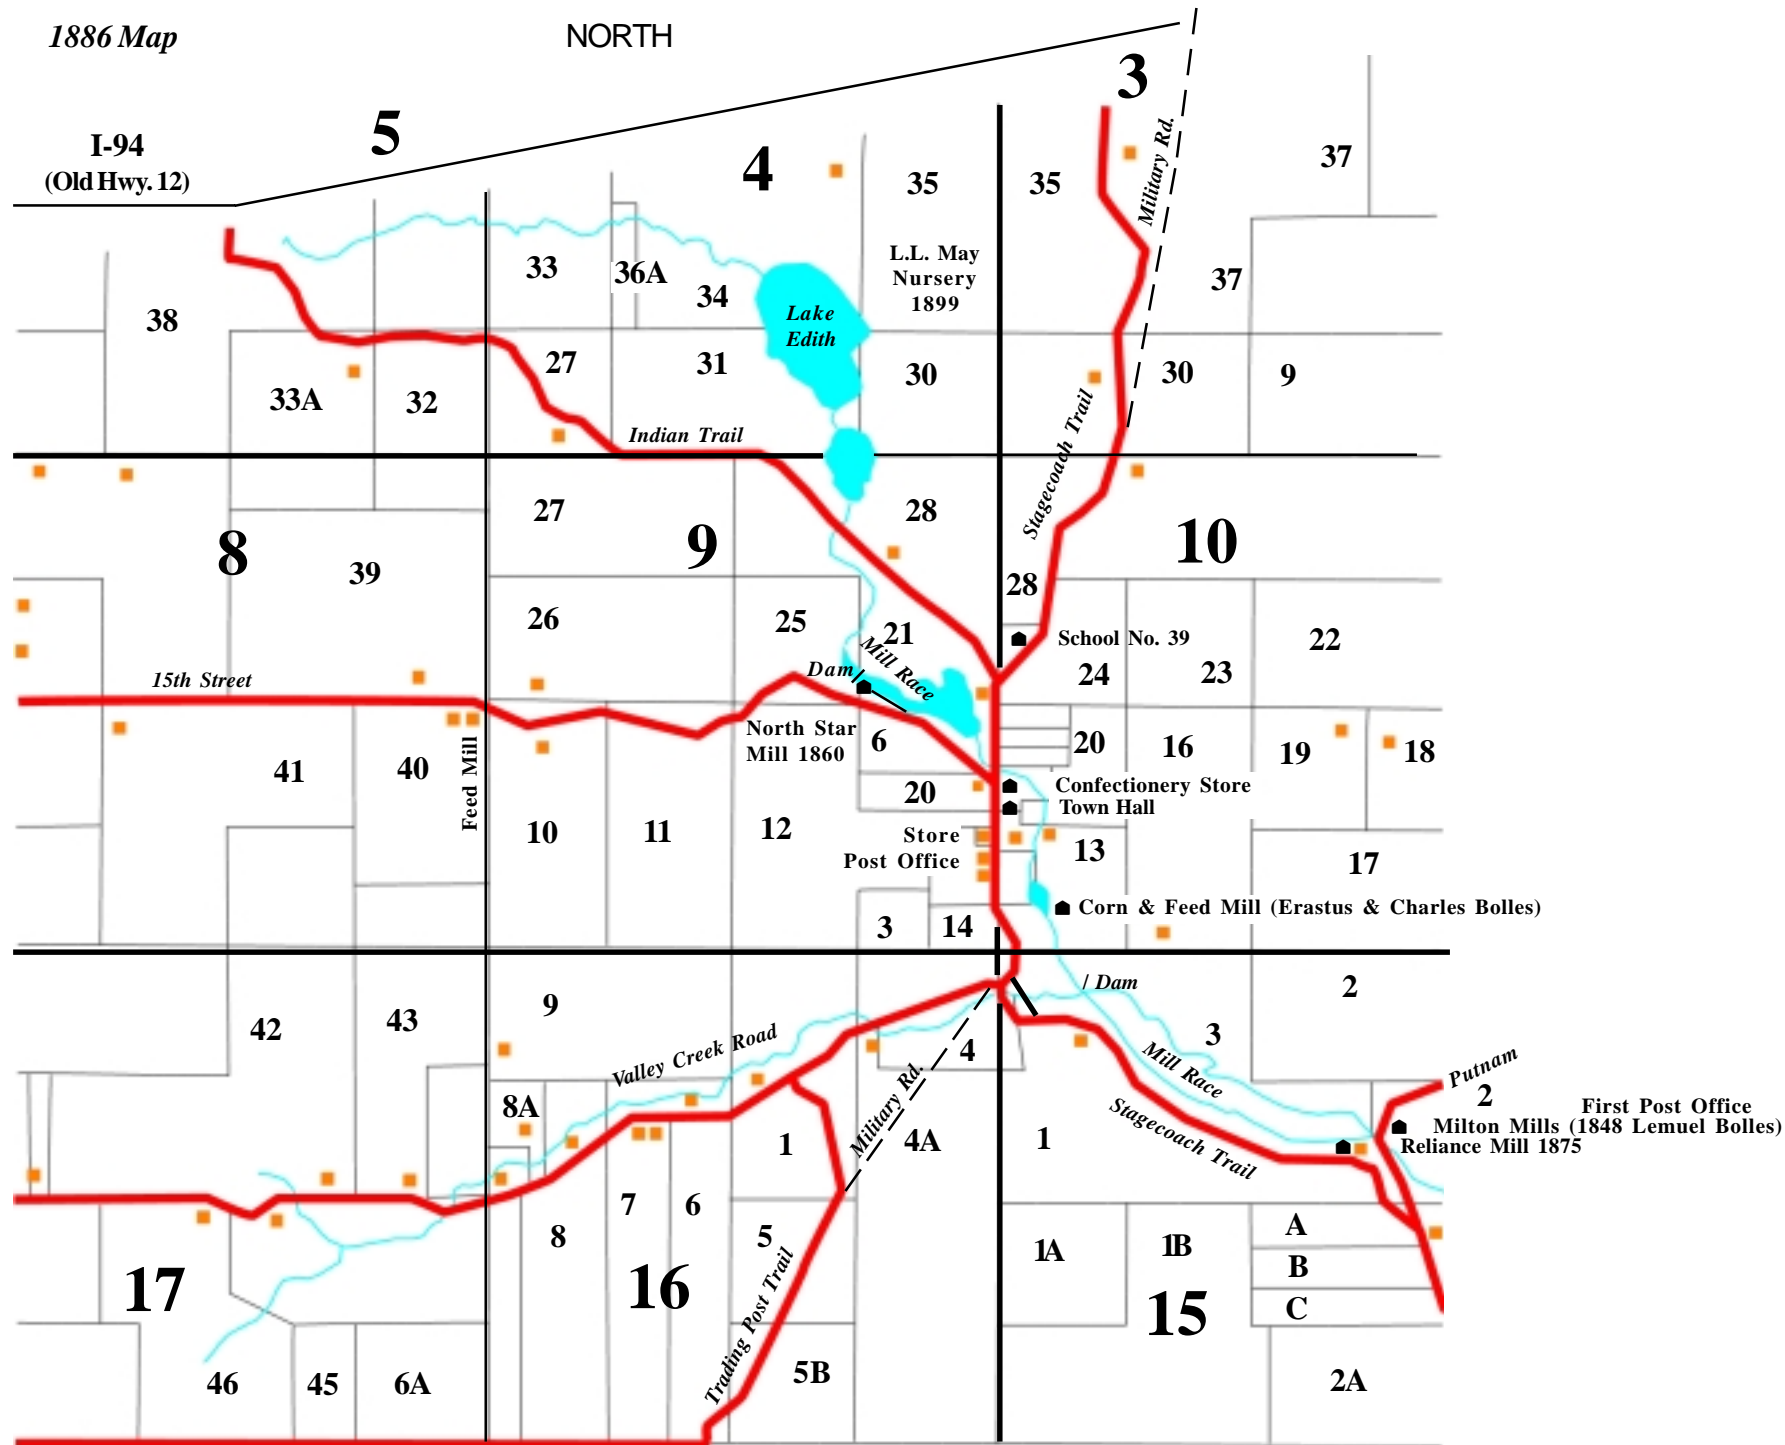 1886 Map
NORTH
3
5
I-94
(Old Hwy. 12)
4
35
35
Military Rd.
37
L.L. May
Nursery
1899
33
36A
34
37
38
Lake
Edith
27
31
30
30
9
33A
32
Indian Trail
Stagecoach Trail
27
28
8
9
10
39
28
26
25
21
School No. 39
22
Mill Race
Dam
24
23
15th Street
North Star
Mill 1860
6
20
16
19
18
41
40
Feed Mill
20
Confectionery Store
Town Hall
10
11
12
Store
Post Office
13
17
3
14
Corn & Feed Mill (Erastus & Charles Bolles)
/ Dam
2
9
42
43
3
Valley Creek Road
4
Mill Race
Putnam
2
8A
Military Rd.
Stagecoach Trail
First Post Office
Milton Mills (1848 Lemuel Bolles)
Reliance Mill 1875
1
4A
1
7
6
8
5
1A
1B
A
B
C
17
16
15
Trading Post Trail
46
45
6A
5B
2A